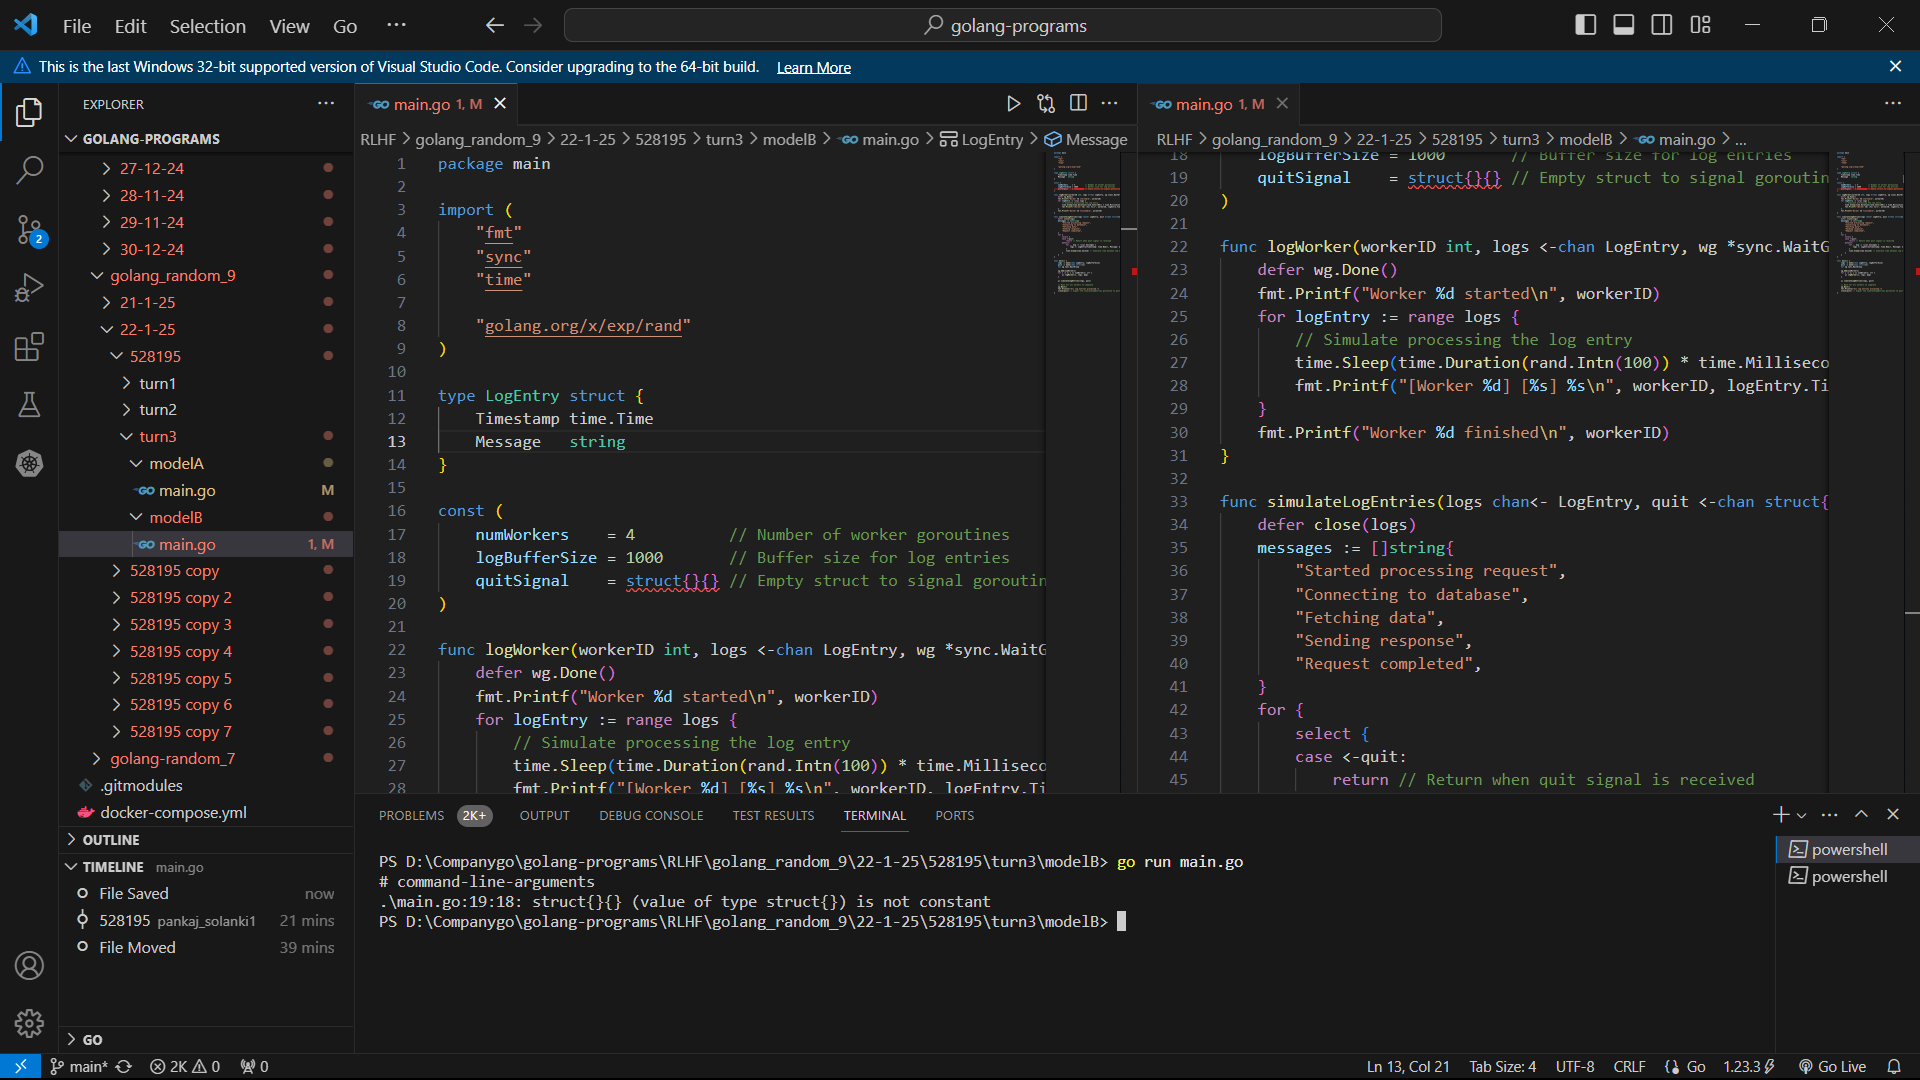 File Edit Selection View Go ···
golang-programs
This is the last Windows 32-bit supported version of Visual Studio Code. Consider upgrading to the 64-bit build. Learn More
EXPLORER
GOLANG-PROGRAMS
27-12-24
28-11-24
29-11-24
30-12-24
golang_random_9
21-1-25
22-1-25
528195
turn1
turn2
turn3
modelA
main.go M
modelB
main.go 1, M
528195 copy
528195 copy 2
528195 copy 3
528195 copy 4
528195 copy 5
528195 copy 6
528195 copy 7
golang-random_7
.gitmodules
docker-compose.yml
OUTLINE
TIMELINE main.go
File Saved now
528195 pankaj_solanki1 21 mins
File Moved 39 mins
GO
2
GO main.go 1, M
RLHF > golang_random_9 > 22-1-25 > 528195 > turn3 > modelB > GO main.go > LogEntry > Message
1 package main
2
3 import (
4 "fmt"
5 "sync"
6 "time"
7
8 "golang.org/x/exp/rand"
9 )
10
11 type LogEntry struct {
12 Timestamp time.Time
13 Message string
14 }
15
16 const (
17 numWorkers = 4 // Number of worker goroutines
18 logBufferSize = 1000 // Buffer size for log entries
19 quitSignal = struct{}{} // Empty struct to signal goroutin
20 )
21
22 func logWorker(workerID int, logs <-chan LogEntry, wg *sync.WaitG
23 defer wg.Done()
24 fmt.Printf("Worker %d started\n", workerID)
25 for logEntry := range logs {
26 // Simulate processing the log entry
27 time.Sleep(time.Duration(rand.Intn(100)) * time.Milliseco
28 fmt.Printf("[Worker %d] [%s] %s\n", workerID, logEntry.Ti
GO main.go 1, M
RLHF > golang_random_9 > 22-1-25 > 528195 > turn3 > modelB > GO main.go > ...
18 logBufferSize = 1000 // Buffer size for log entries
19 quitSignal = struct{}{} // Empty struct to signal goroutin
20 )
21
22 func logWorker(workerID int, logs <-chan LogEntry, wg *sync.WaitG
23 defer wg.Done()
24 fmt.Printf("Worker %d started\n", workerID)
25 for logEntry := range logs {
26 // Simulate processing the log entry
27 time.Sleep(time.Duration(rand.Intn(100)) * time.Milliseco
28 fmt.Printf("[Worker %d] [%s] %s\n", workerID, logEntry.Ti
29 }
30 fmt.Printf("Worker %d finished\n", workerID)
31 }
32
33 func simulateLogEntries(logs chan<- LogEntry, quit <-chan struct{
34 defer close(logs)
35 messages := []string{
36 "Started processing request",
37 "Connecting to database",
38 "Fetching data",
39 "Sending response",
40 "Request completed",
41 }
42 for {
43 select {
44 case <-quit:
45 return // Return when quit signal is received
PROBLEMS 2K+ OUTPUT DEBUG CONSOLE TEST RESULTS TERMINAL PORTS
PS D:\Companygo\golang-programs\RLHF\golang_random_9\22-1-25\528195\turn3\modelB> go run main.go
# command-line-arguments
.\main.go:19:18: struct{}{} (value of type struct{}) is not constant
PS D:\Companygo\golang-programs\RLHF\golang_random_9\22-1-25\528195\turn3\modelB>
powershell
powershell
main* 2K 0 0
Ln 13, Col 21 Tab Size: 4 UTF-8 CRLF {} Go 1.23.3 Go Live